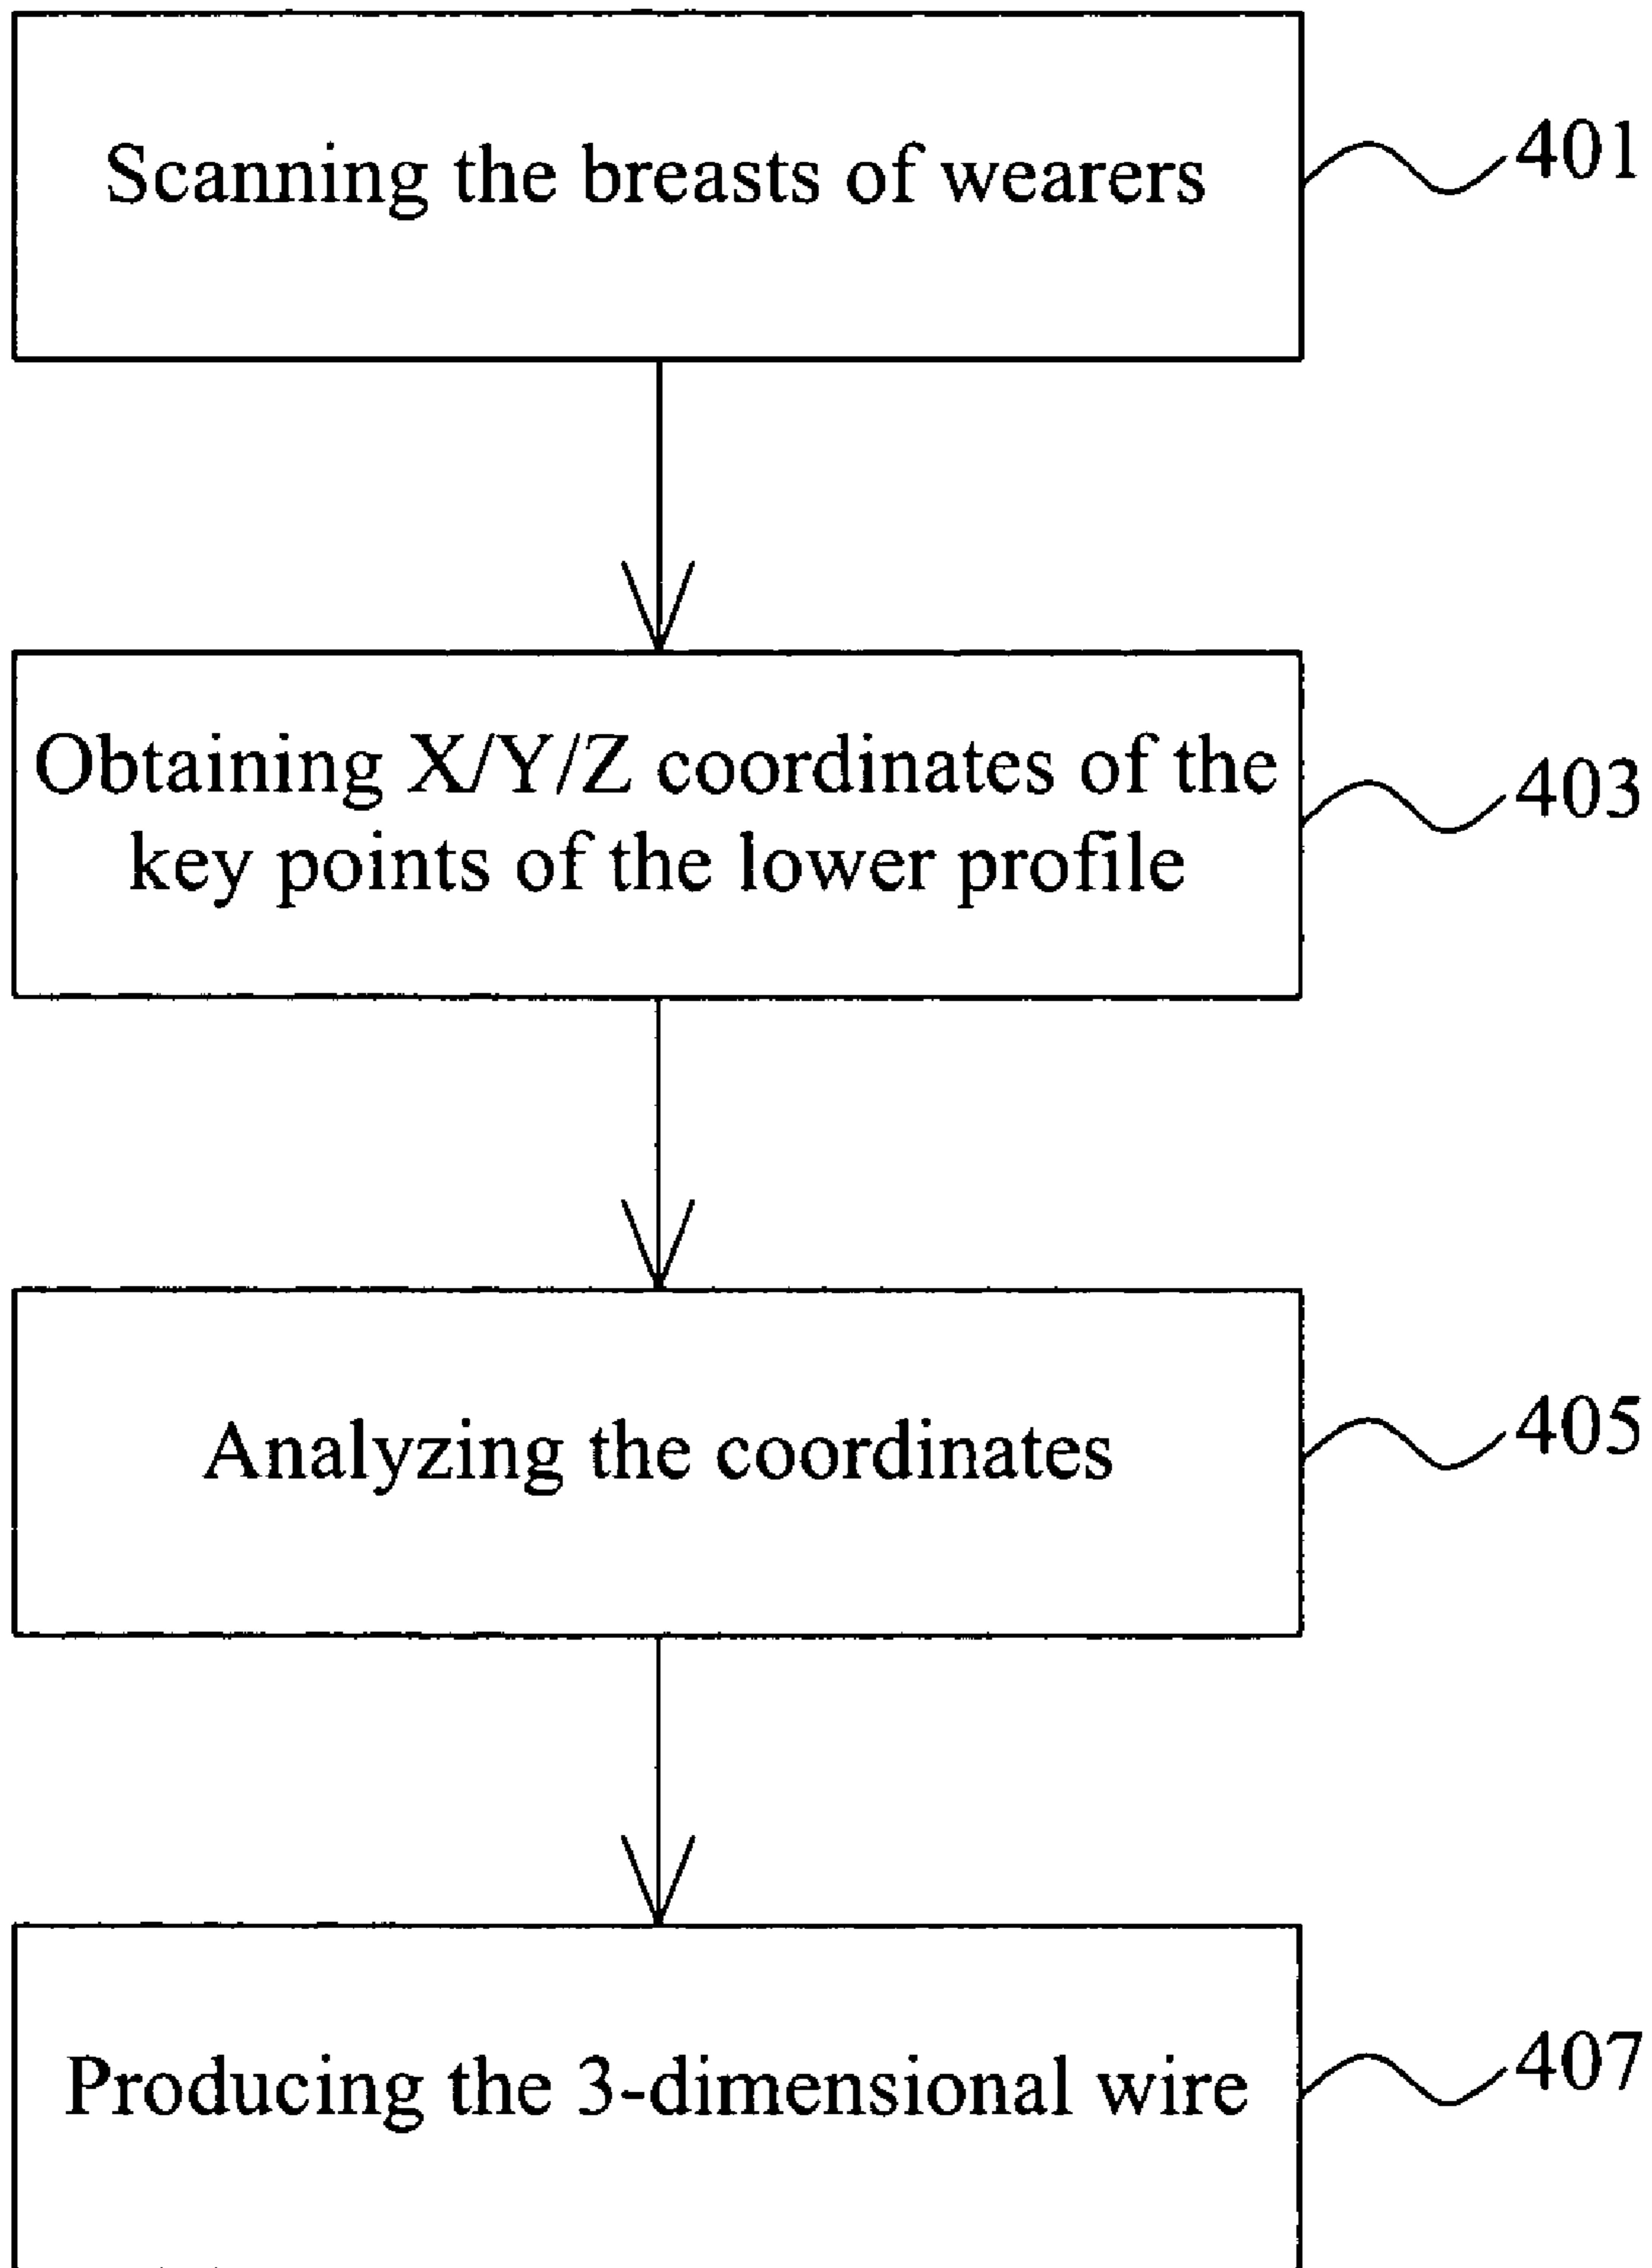 Scanning the breasts of wearers
401
Obtaining X/Y/Z coordinates of the
key points of the lower profile
403
Analyzing the coordinates
405
Producing the 3-dimensional wire
407